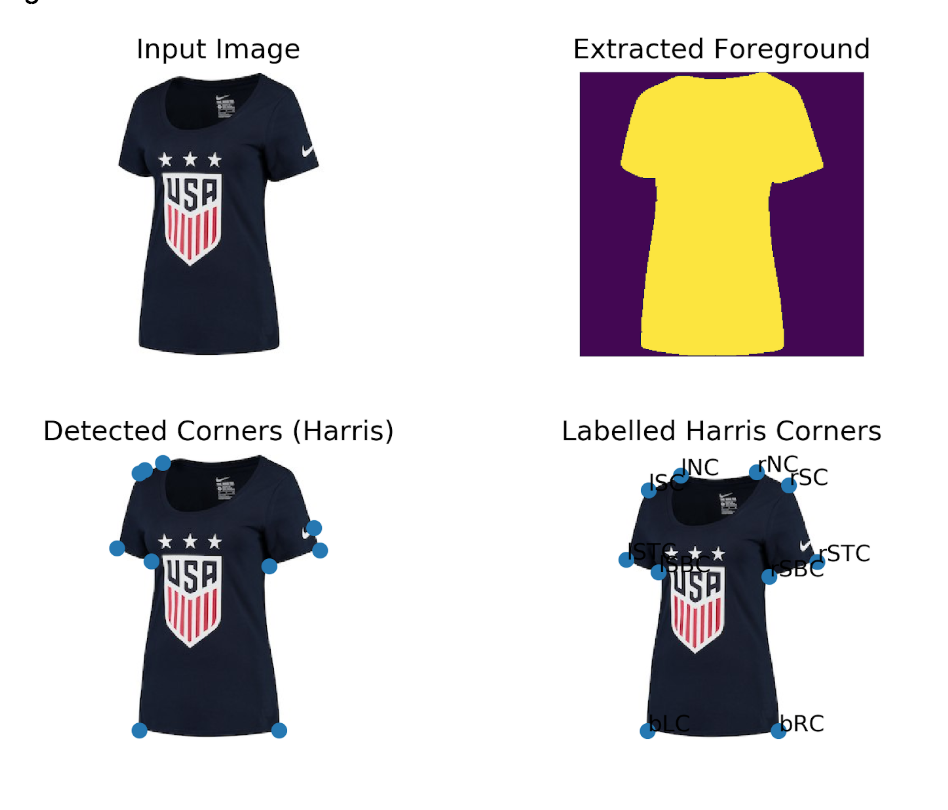 Input Image
Extracted Foreground
USA
Detected Corners (Harris)
Labelled Harris Corners
USA
lNC
rNC
lSC
rSC
lSTC
rSTC
lSBC
rSBC
USA
bLC
bRC